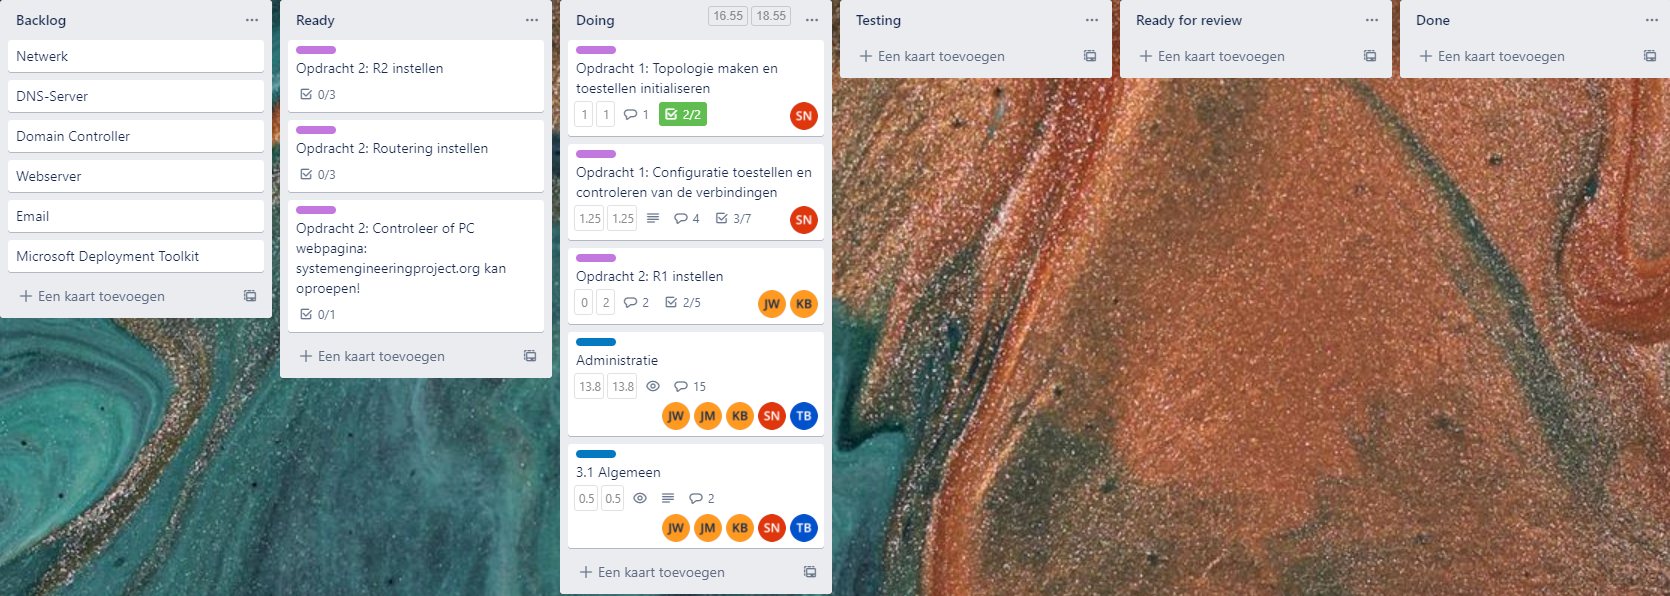 Backlog
Netwerk
DNS-Server
Domain Controller
Webserver
Email
Microsoft Deployment Toolkit
Een kaart toevoegen
Ready
Opdracht 2: R2 instellen
0/3
Opdracht 2: Routering instellen
0/3
Opdracht 2: Controleer of PC
webpagina:
systemengineeringproject.org kan
oproepen!
0/1
Een kaart toevoegen
Doing 16.55 18.55
Opdracht 1: Topologie maken en
toestellen initialiseren
1 1 1 2/2 SN
Opdracht 1: Configuratie toestellen en
controleren van de verbindingen
1.25 1.25 4 3/7 SN
Opdracht 2: R1 instellen
0 2 2 2/5 JW KB
Administratie
13.8 13.8 15
JW JM KB SN TB
3.1 Algemeen
0.5 0.5 2
JW JM KB SN TB
Een kaart toevoegen
Testing
Een kaart toevoegen
Ready for review
Een kaart toevoegen
Done
Een kaart toevoegen